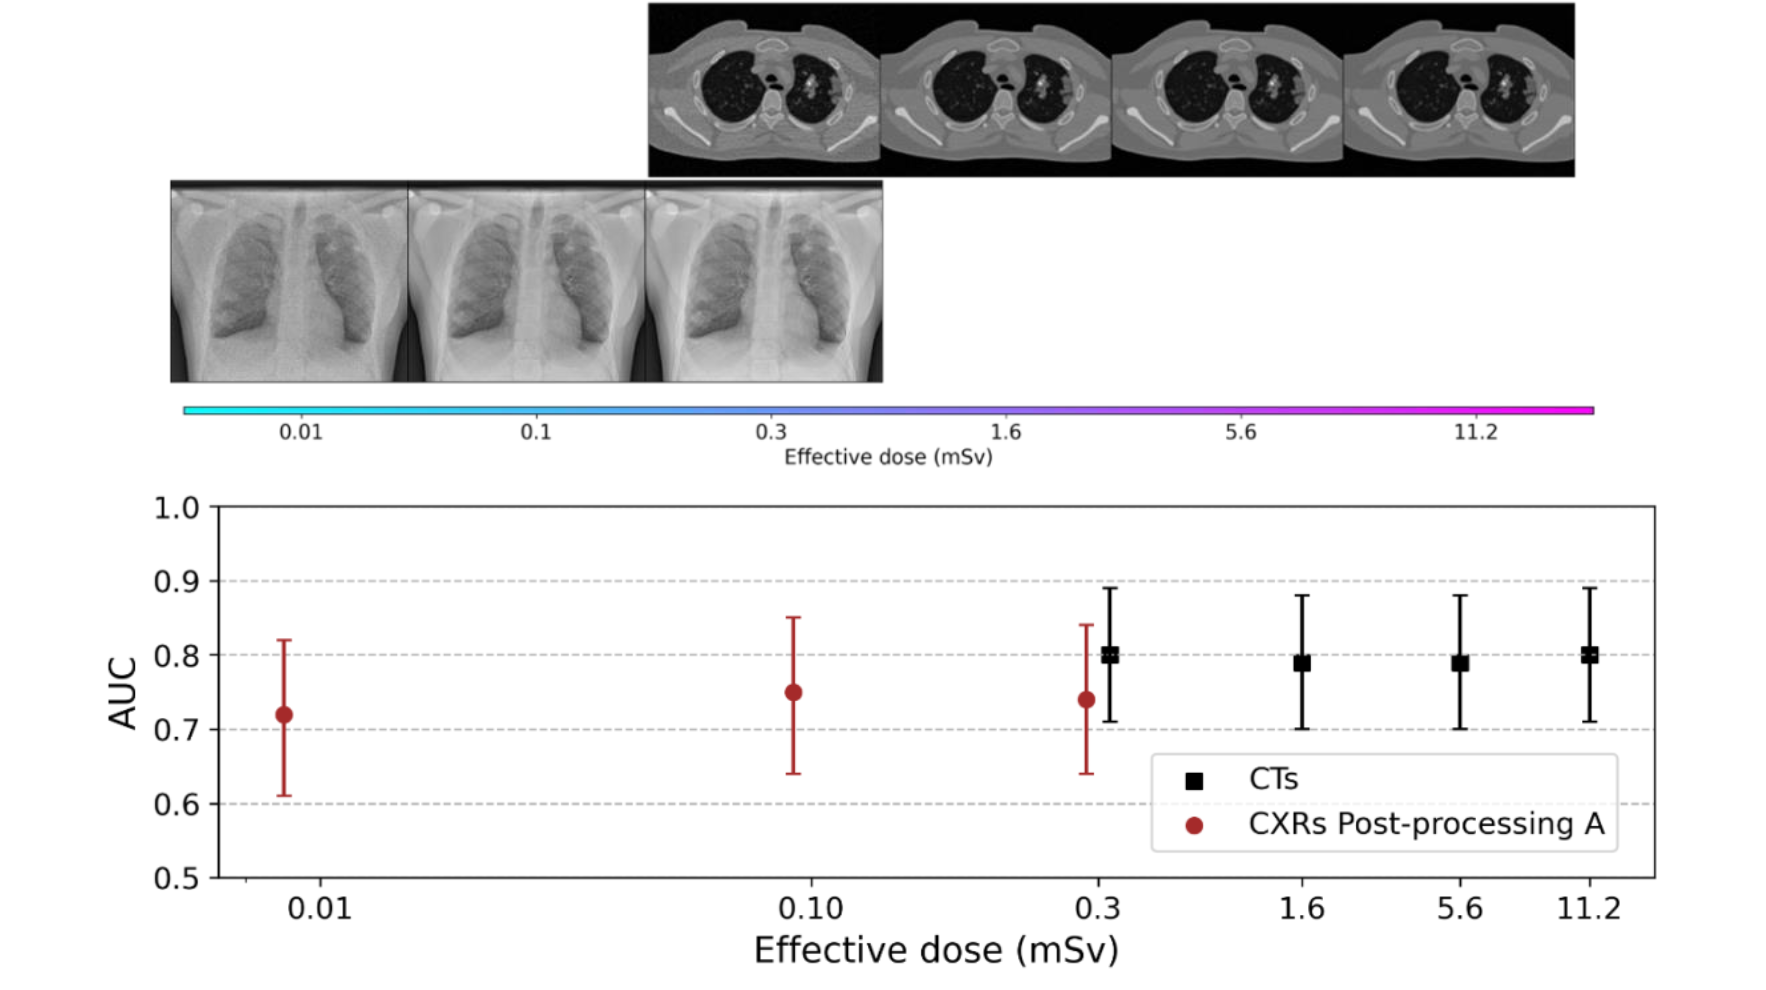 0.01 0.1 0.3 1.6 5.6 11.2
Effective dose (mSv)
1.0
0.9
0.8
0.7
0.6
0.5
AUC
CTs
CXRs Post-processing A
0.01 0.10 0.3 1.6 5.6 11.2
Effective dose (mSv)